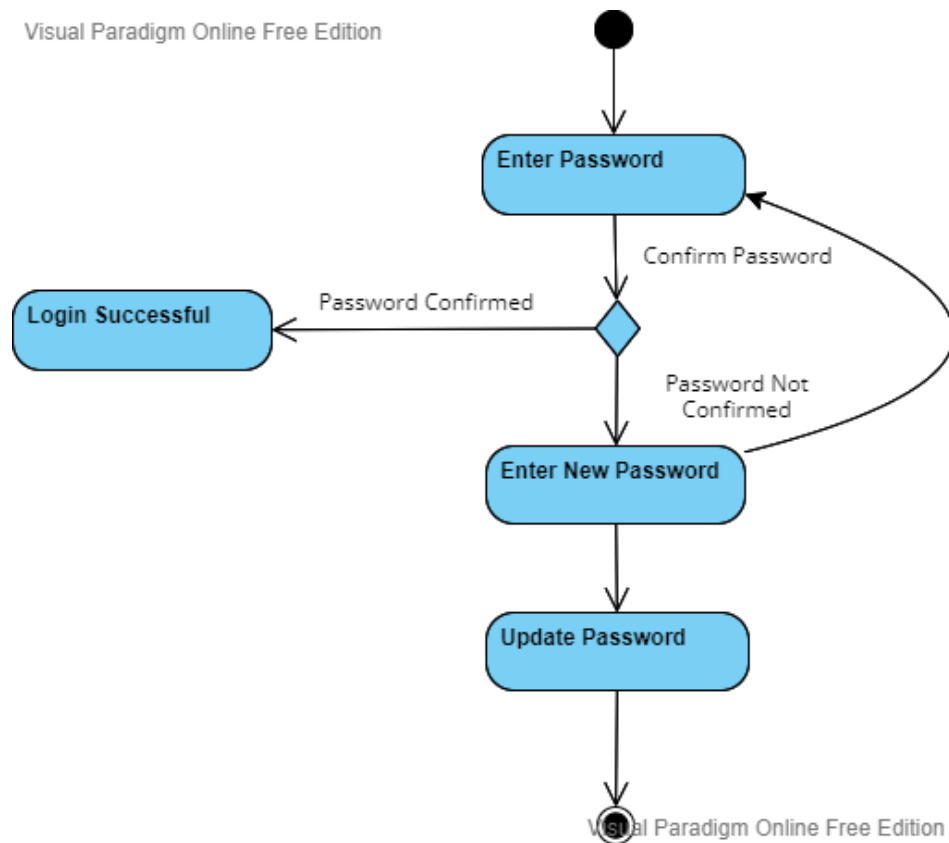 Visual Paradigm Online Free Edition
Enter Password
Confirm Password
Password Confirmed
Login Successful
Password Not
Confirmed
Enter New Password
Update Password
Visual Paradigm Online Free Edition